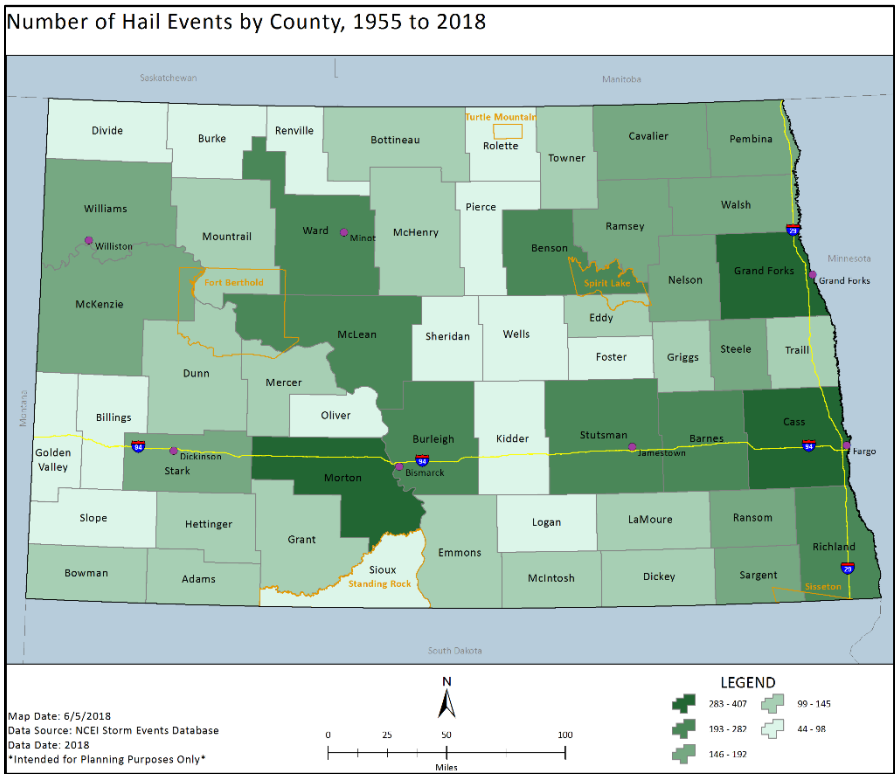 Number of Hail Events by County, 1955 to 2018
Saskatchewan
Manitoba
Divide
Burke
Renville
Bottineau
Turtle Mountain
Rolette
Towner
Cavalier
Pembina
Williams
Williston
Mountrail
Ward
Minot
McHenry
Pierce
Benson
Ramsey
Walsh
29
Minnesota
Grand Forks
Grand Forks
Nelson
Spirit Lake
Fort Berthold
McKenzie
McLean
Sheridan
Wells
Eddy
Foster
Griggs
Steele
Traill
Dunn
Mercer
Oliver
Montana
Billings
Golden
Valley
94
Dickinson
Stark
Morton
Burleigh
94
Bismarck
Kidder
Stutsman
Jamestown
Barnes
Cass
94
Fargo
Slope
Hettinger
Grant
Sioux
Standing Rock
Emmons
Logan
LaMoure
Ransom
Richland
29
Bowman
Adams
McIntosh
Dickey
Sargent
Sisseton
South Dakota
N
LEGEND
283 - 407
99 - 145
193 - 282
44 - 98
146 - 192
Map Date: 6/5/2018
Data Source: NCEI Storm Events Database
Data Date: 2018
*Intended for Planning Purposes Only*
0 25 50 100
Miles